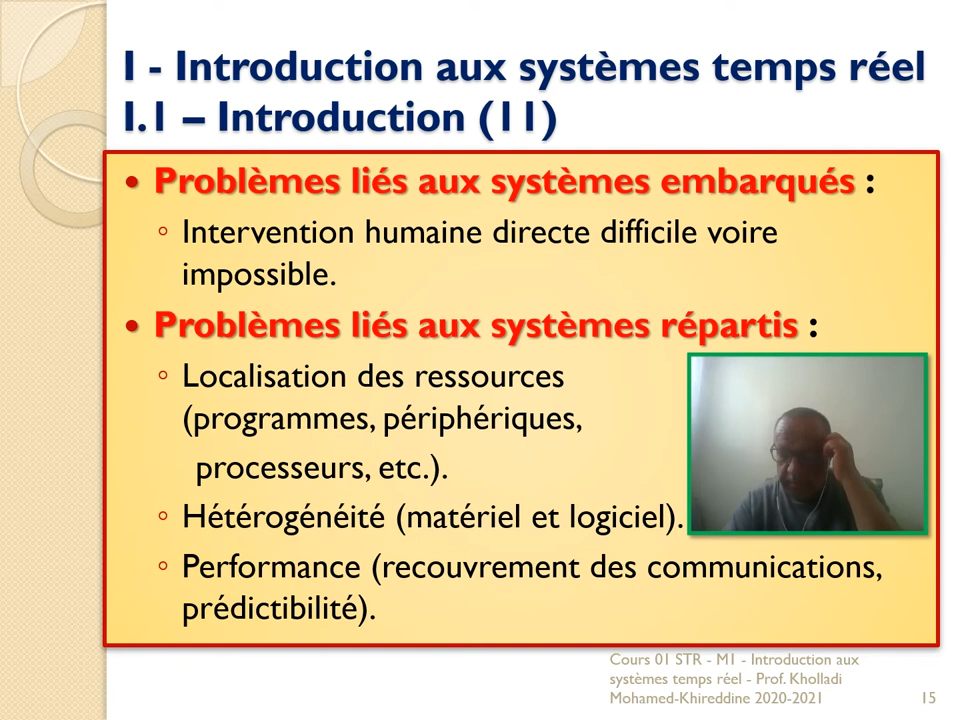 I - Introduction aux systèmes temps réel
I.1 – Introduction (11)
• Problèmes liés aux systèmes embarqués :
◦ Intervention humaine directe difficile voire
impossible.
• Problèmes liés aux systèmes répartis :
◦ Localisation des ressources
(programmes, périphériques,
processeurs, etc.).
◦ Hétérogénéité (matériel et logiciel).
◦ Performance (recouvrement des communications,
prédictibilité).
Cours 01 STR - M1 - Introduction aux
systèmes temps réel - Prof. Kholladi
Mohamed-Khireddine 2020-2021
15